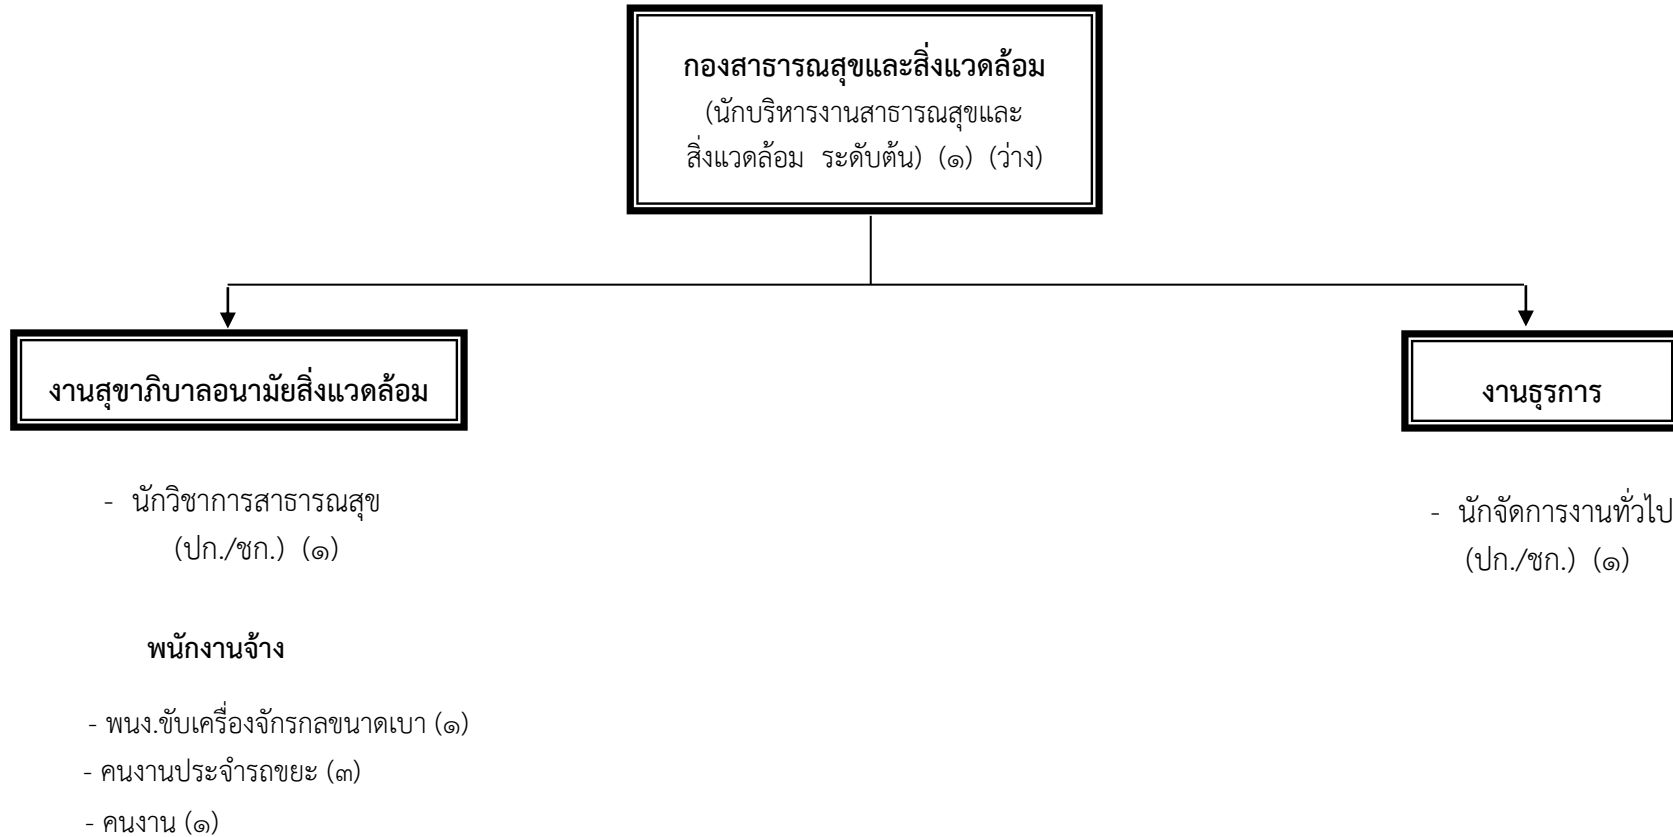 กองสาธารณสุขและสิ่งแวดล้อม
(นักบริหารงานสาธารณสุขและ
สิ่งแวดล้อม ระดับต้น) (๑) (ว่าง)
งานสุขาภิบาลอนามัยสิ่งแวดล้อม
งานธุรการ
- นักวิชาการสาธารณสุข
(ปก./ชก.) (๑)
- นักจัดการงานทั่วไป
(ปก./ชก.) (๑)
พนักงานจ้าง
- พนง.ขับเครื่องจักรกลขนาดเบา (๑)
- คนงานประจำรถขยะ (๓)
- คนงาน (๑)